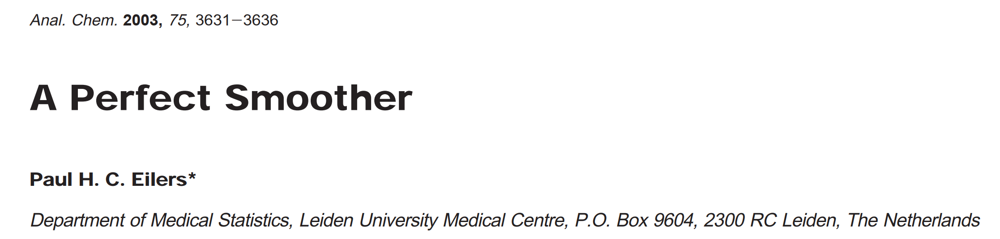 Anal. Chem. 2003, 75, 3631−3636
A Perfect Smoother
Paul H. C. Eilers*
Department of Medical Statistics, Leiden University Medical Centre, P.O. Box 9604, 2300 RC Leiden, The Netherlands